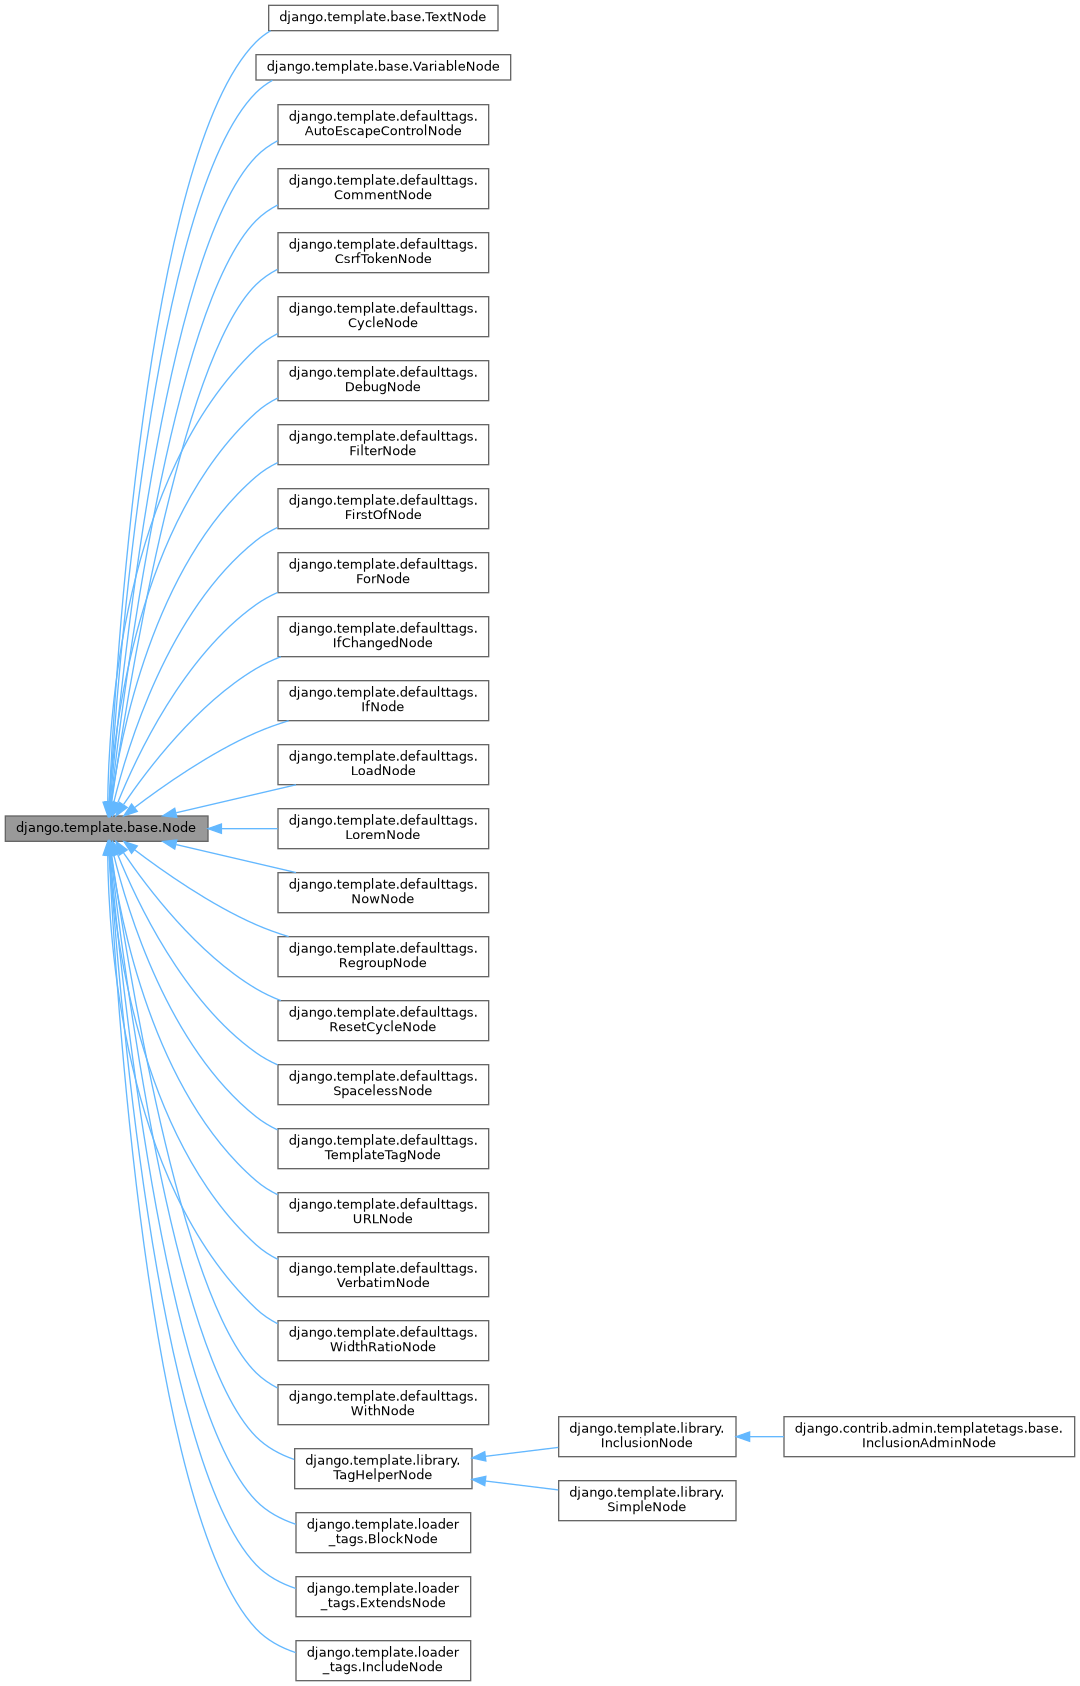 django.template.base.TextNode
django.template.base.VariableNode
django.template.defaulttags.
AutoEscapeControlNode
django.template.defaulttags.
CommentNode
django.template.defaulttags.
CsrfTokenNode
django.template.defaulttags.
CycleNode
django.template.defaulttags.
DebugNode
django.template.defaulttags.
FilterNode
django.template.defaulttags.
FirstOfNode
django.template.defaulttags.
ForNode
django.template.defaulttags.
IfChangedNode
django.template.defaulttags.
IfNode
django.template.defaulttags.
LoadNode
django.template.base.Node
django.template.defaulttags.
LoremNode
django.template.defaulttags.
NowNode
django.template.defaulttags.
RegroupNode
django.template.defaulttags.
ResetCycleNode
django.template.defaulttags.
SpacelessNode
django.template.defaulttags.
TemplateTagNode
django.template.defaulttags.
URLNode
django.template.defaulttags.
VerbatimNode
django.template.defaulttags.
WidthRatioNode
django.template.defaulttags.
WithNode
django.template.library.
TagHelperNode
django.template.library.
InclusionNode
django.contrib.admin.templatetags.base.
InclusionAdminNode
django.template.library.
SimpleNode
django.template.loader
_tags.BlockNode
django.template.loader
_tags.ExtendsNode
django.template.loader
_tags.IncludeNode